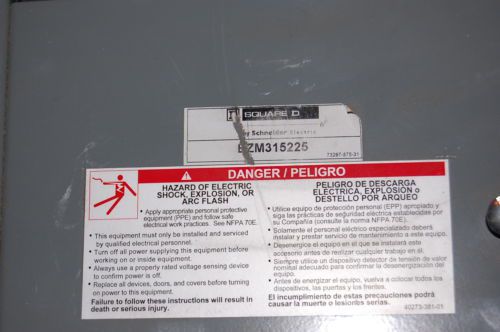 SQUARE D
by Schneider Electric
EZM315225
73297-875-31
DANGER / PELIGRO
HAZARD OF ELECTRIC
SHOCK, EXPLOSION, OR
ARC FLASH
• Apply appropriate personal protective
equipment (PPE) and follow safe
electrical work practices. See NFPA 70E.
• This equipment must only be installed and serviced
by qualified electrical personnel.
• Turn off all power supplying this equipment before
working on or inside equipment.
• Always use a properly rated voltage sensing device
to confirm power is off.
• Replace all devices, doors, and covers before turning
on power to this equipment.
Failure to follow these instructions will result in
death or serious injury.
PELIGRO DE DESCARGA
ELÉCTRICA, EXPLOSIÓN o
DESTELLO POR ARQUEO
• Utilice equipo de protección personal (EPP) apropiado y
siga las prácticas de seguridad eléctrica establecidas por
su Compañía (consulte la norma NFPA 70E).
• Solamente el personal eléctrico especializado deberá
instalar y prestar servicio de mantenimiento a este equipo.
• Desenergice el equipo en el que se instalará este
accesorio antes de realizar cualquier trabajo en él.
• Siempre utilice un dispositivo detector de tensión de valor
nominal adecuado para confirmar la desenergización del
equipo.
• Antes de energizar el equipo, vuelva a colocar todos los
dispositivos, las puertas y los frentes.
El incumplimiento de estas precauciones podrá
causar la muerte o lesiones serias.
40273-381-01